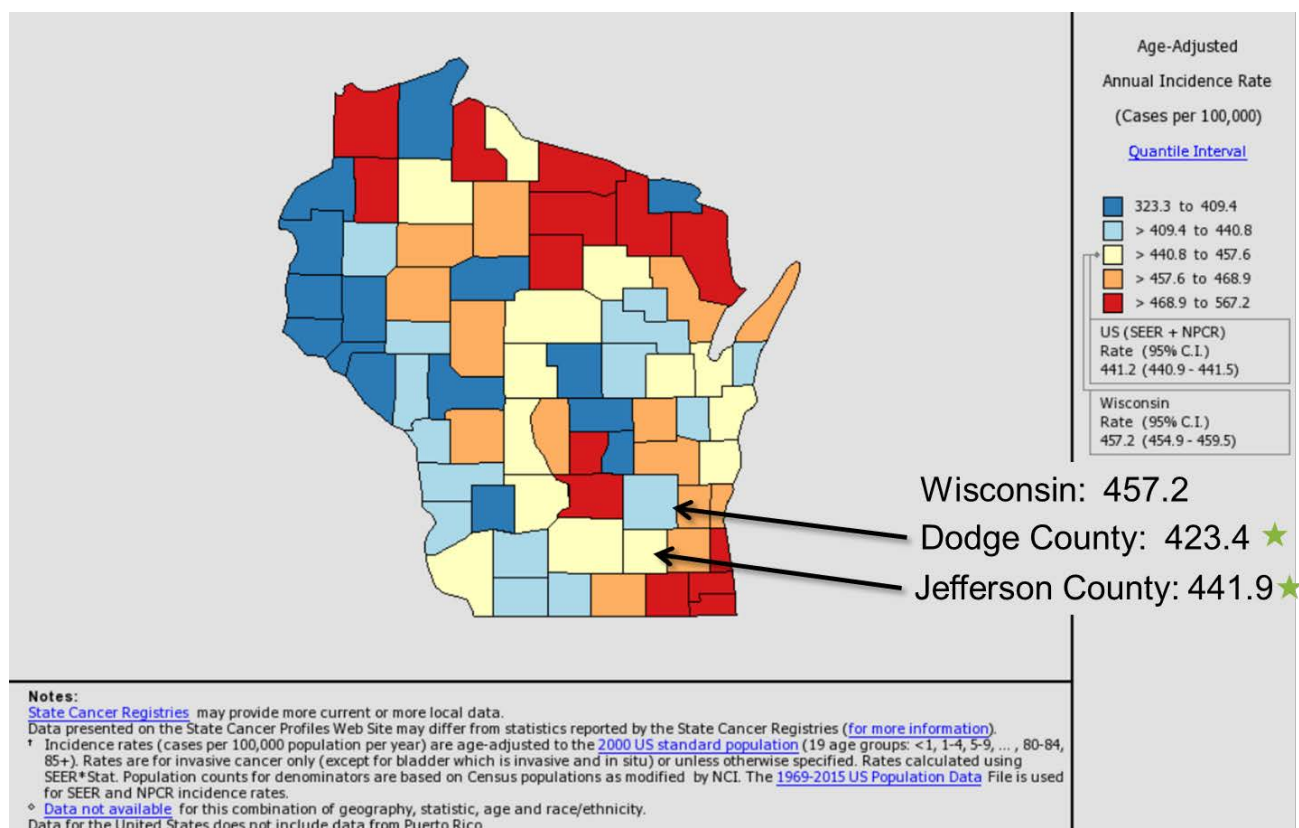 Age-Adjusted
Annual Incidence Rate
(Cases per 100,000)
Quantile Interval
323.3 to 409.4
> 409.4 to 440.8
> 440.8 to 457.6
> 457.6 to 468.9
> 468.9 to 567.2
US (SEER + NPCR)
Rate (95% C.I.)
441.2 (440.9 - 441.5)
Wisconsin
Rate (95% C.I.)
457.2 (454.9 - 459.5)
Wisconsin: 457.2
Dodge County: 423.4
Jefferson County: 441.9
Notes:
State Cancer Registries may provide more current or more local data.
Data presented on the State Cancer Profiles Web Site may differ from statistics reported by the State Cancer Registries (for more information).
† Incidence rates (cases per 100,000 population per year) are age-adjusted to the 2000 US standard population (19 age groups: <1, 1-4, 5-9, ... , 80-84,
85+). Rates are for invasive cancer only (except for bladder which is invasive and in situ) or unless otherwise specified. Rates calculated using
SEER*Stat. Population counts for denominators are based on Census populations as modified by NCI. The 1969-2015 US Population Data File is used
for SEER and NPCR incidence rates.
⋄ Data not available for this combination of geography, statistic, age and race/ethnicity.
Data for the United States does not include data from Puerto Rico